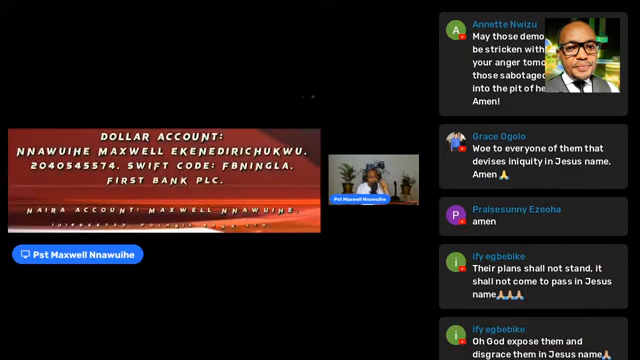 DOLLAR ACCOUNT:
NNAWUIHE MAXWELL EKENEDIRICHUKWU.
2040545574. SWIFT CODE: FBNINGLA.
FIRST BANK PLC.
NAIRA ACCOUNT: MAXWELL NNAWUIHE,
Pst Maxwell Nnawuihe
Pst Maxwell Nnawuihe
Annette Nwizu
May those demo
be stricken with
your anger tomo
those sabotaged
into the pit of he
Amen!
Grace Ogolo
Woe to everyone of them that
devises iniquity in Jesus name.
Amen 🙏
Praisesunny Ezeoha
amen
Ify egbebike
Their plans shall not stand, it
shall not come to pass in Jesus
name🙏🏽🙏🏽🙏🏽
Ify egbebike
Oh God expose them and
disgrace them in Jesus name🙏🏽